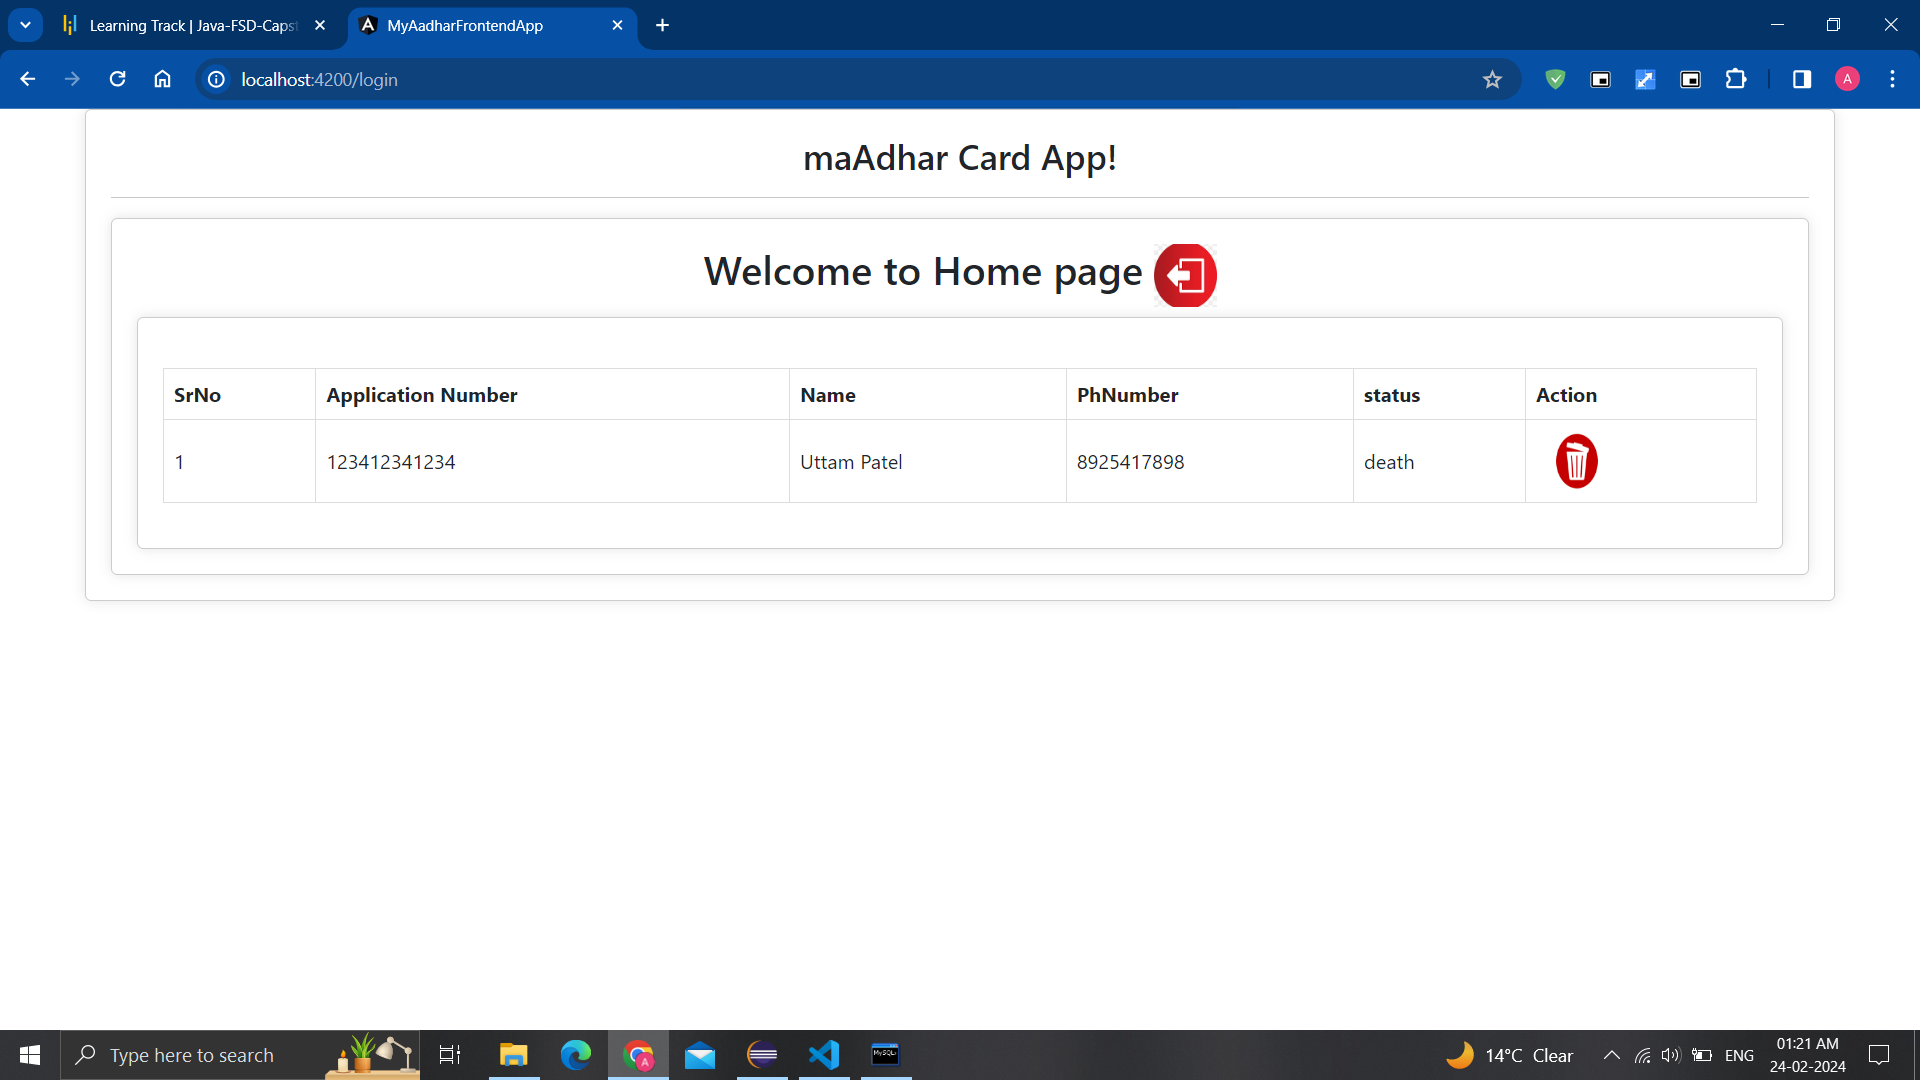 Learning Track | Java-FSD-Capst
MyAadharFrontendApp
localhost:4200/login
A
maAdhar Card App!
Welcome to Home page
SrNo Application Number Name PhNumber status Action
1 123412341234 Uttam Patel 8925417898 death
Type here to search
A
MySQL
14°C Clear
ENG
01:21 AM
24-02-2024